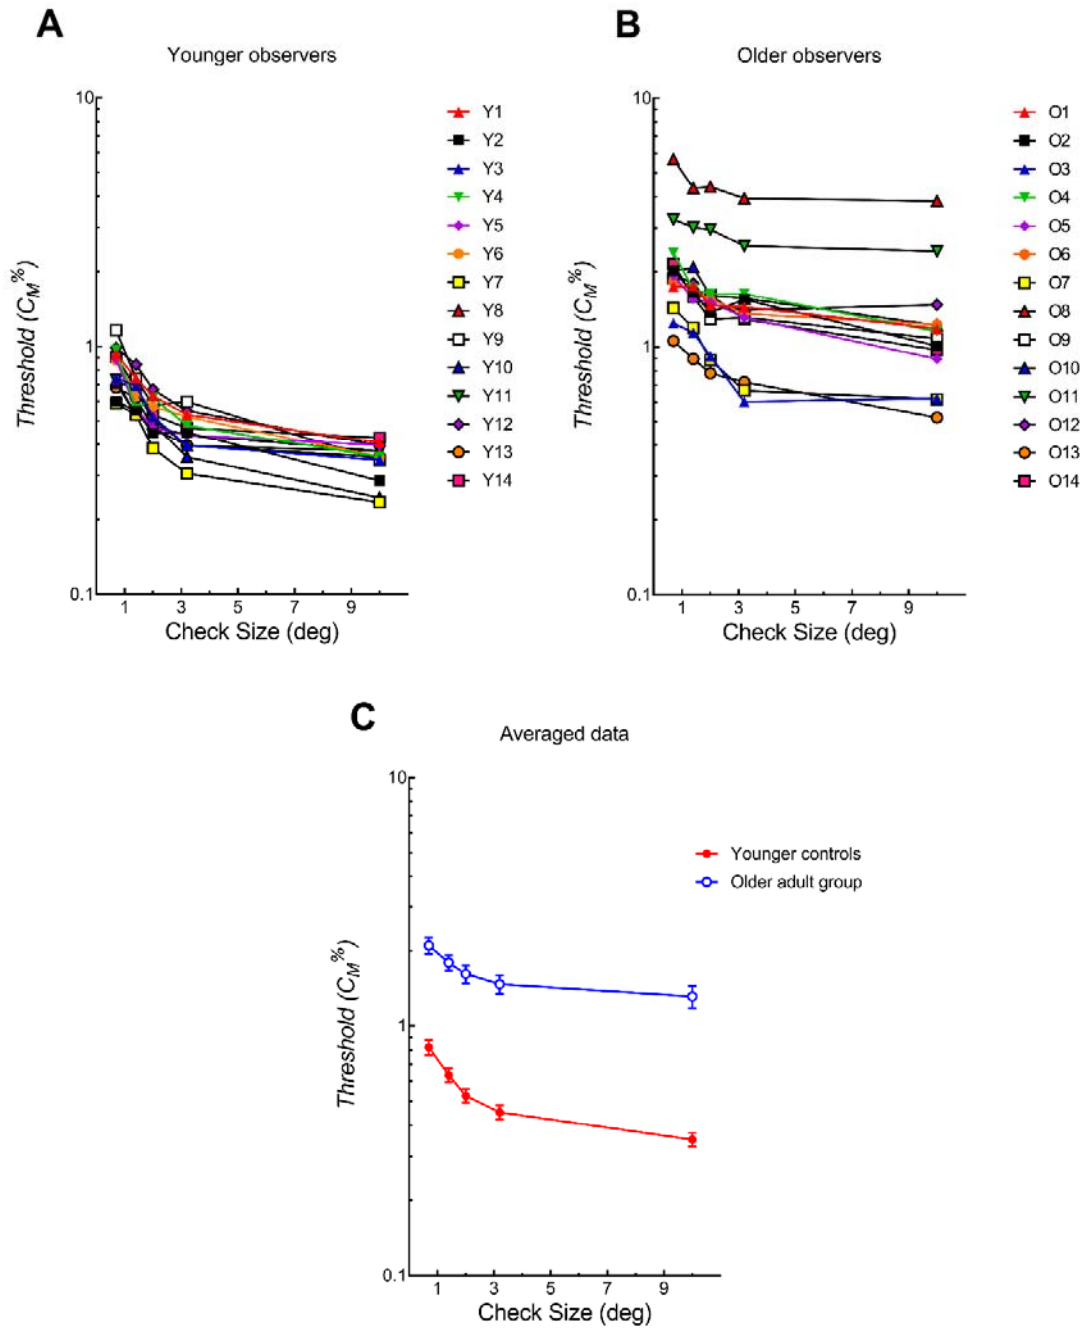 A
Younger observers
10
1
0.1
Threshold (CM%)
1 3 5 7 9
Check Size (deg)
Y1
Y2
Y3
Y4
Y5
Y6
Y7
Y8
Y9
Y10
Y11
Y12
Y13
Y14
B
Older observers
10
1
0.1
Threshold (CM%)
1 3 5 7 9
Check Size (deg)
O1
O2
O3
O4
O5
O6
O7
O8
O9
O10
O11
O12
O13
O14
C
Averaged data
10
1
0.1
Threshold (CM%)
1 3 5 7 9
Check Size (deg)
Younger controls
Older adult group